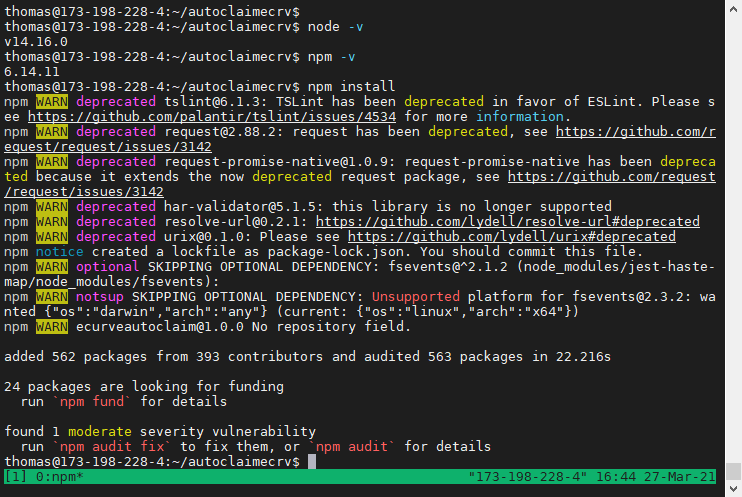 thomas@173-198-228-4:~/autoclaimecrv$
thomas@173-198-228-4:~/autoclaimecrv$ node -v
v14.16.0
thomas@173-198-228-4:~/autoclaimecrv$ npm -v
6.14.11
thomas@173-198-228-4:~/autoclaimecrv$ npm install
npm WARN deprecated tslint@6.1.3: TSLint has been deprecated in favor of ESLint. Please s
ee https://github.com/palantir/tslint/issues/4534 for more information.
npm WARN deprecated request@2.88.2: request has been deprecated, see https://github.com/r
equest/request/issues/3142
npm WARN deprecated request-promise-native@1.0.9: request-promise-native has been depreca
ted because it extends the now deprecated request package, see https://github.com/request
/request/issues/3142
npm WARN deprecated har-validator@5.1.5: this library is no longer supported
npm WARN deprecated resolve-url@0.2.1: https://github.com/lydell/resolve-url#deprecated
npm WARN deprecated urix@0.1.0: Please see https://github.com/lydell/urix#deprecated
npm notice created a lockfile as package-lock.json. You should commit this file.
npm WARN optional SKIPPING OPTIONAL DEPENDENCY: fsevents@^2.1.2 (node_modules/jest-haste-
map/node_modules/fsevents):
npm WARN notsup SKIPPING OPTIONAL DEPENDENCY: Unsupported platform for fsevents@2.3.2: wa
nted {"os":"darwin","arch":"any"} (current: {"os":"linux","arch":"x64"})
npm WARN ecurveautoclaim@1.0.0 No repository field.
added 562 packages from 393 contributors and audited 563 packages in 22.216s
24 packages are looking for funding
run `npm fund` for details
found 1 moderate severity vulnerability
run `npm audit fix` to fix them, or `npm audit` for details
thomas@173-198-228-4:~/autoclaimecrv$
[1] 0:npm* "173-198-228-4" 16:44 27-Mar-21